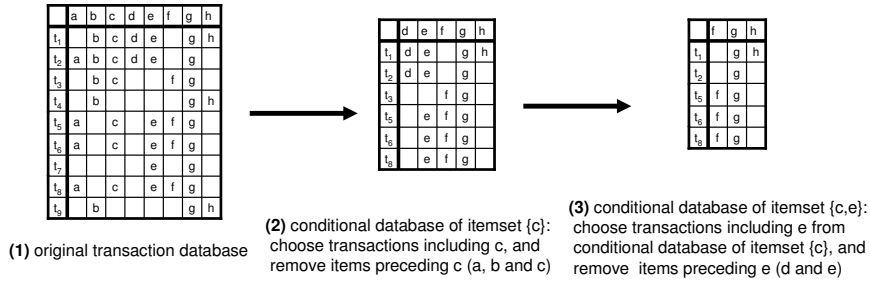 a b c d e f g h
t1 b c d e g h
t2 a b c d e g
t3 b c f g
t4 b g h
t5 a c e f g
t6 a c e f g
t7 e g
t8 a c e f g
t9 b g h
(1) original transaction database
d e f g h
t1 d e g h
t2 d e g
t3 f g
t5 e f g
t6 e f g
t8 e f g
(2) conditional database of itemset {c}:
choose transactions including c, and
remove items preceding c (a, b and c)
f g h
t1 g h
t2 g
t5 f g
t6 f g
t8 f g
(3) conditional database of itemset {c,e}:
choose transactions including e from
conditional database of itemset {c}, and
remove items preceding e (d and e)